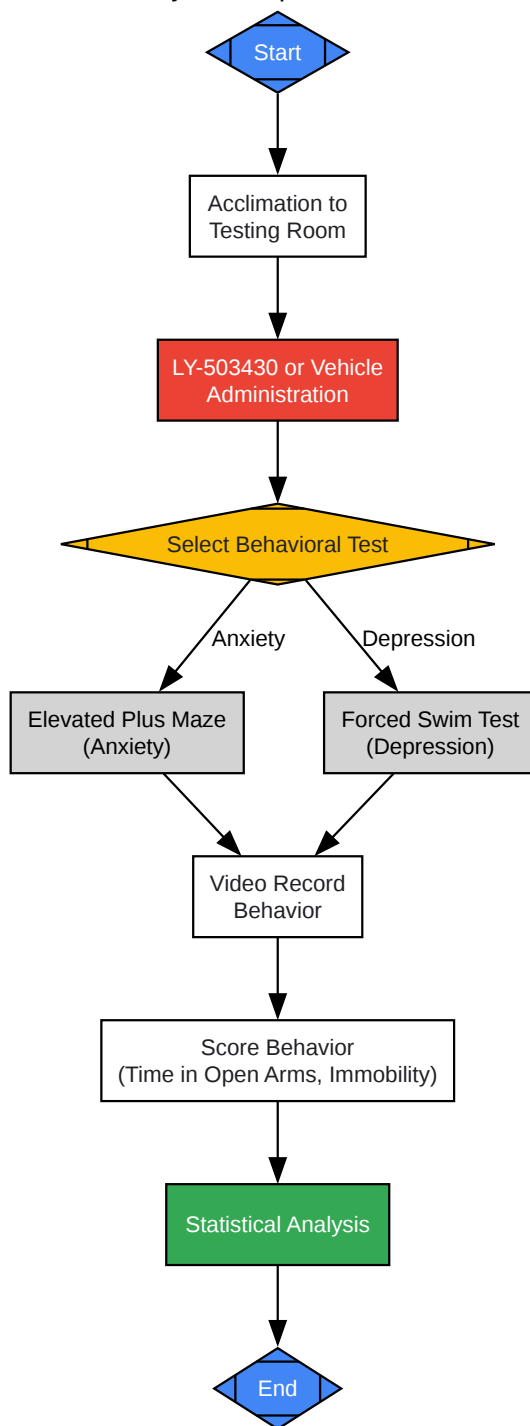 Start
Acclimation to
Testing Room
LY-503430 or Vehicle
Administration
Select Behavioral Test
Anxiety
Depression
Elevated Plus Maze
(Anxiety)
Forced Swim Test
(Depression)
Video Record
Behavior
Score Behavior
(Time in Open Arms, Immobility)
Statistical Analysis
End